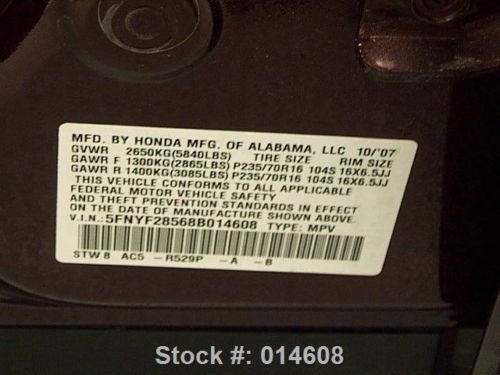 MFD. BY HONDA MFG. OF ALABAMA, LLC 10/'07
GVWR 2650KG(5840LBS) TIRE SIZE RIM SIZE
GAWR F 1300KG(2865LBS) P235/70R16 104S 16X6.5JJ
GAWR R 1400KG(3085LBS) P235/70R16 104S 16X6.5JJ
THIS VEHICLE CONFORMS TO ALL APPLICABLE
FEDERAL MOTOR VEHICLE SAFETY
AND THEFT PREVENTION STANDARDS IN EFFECT
ON THE DATE OF MANUFACTURE SHOWN ABOVE.
V.I.N.: 5FNYF28568B014608 TYPE: MPV
STW8 AC5 -R529P -A -B
Stock #: 014608